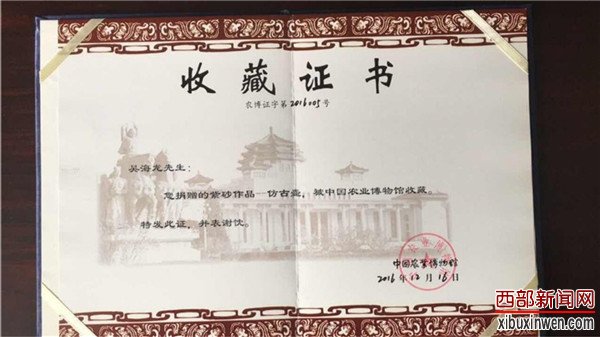 收藏证书
农博证字第2016005号
吴海龙先生：
您捐赠的紫砂作品一仿古壶，被中国农业博物馆收藏。
特发此证，并表谢忱。
中国农业博物馆
2016年12月16日
西部新闻网
xibuxinwen.com